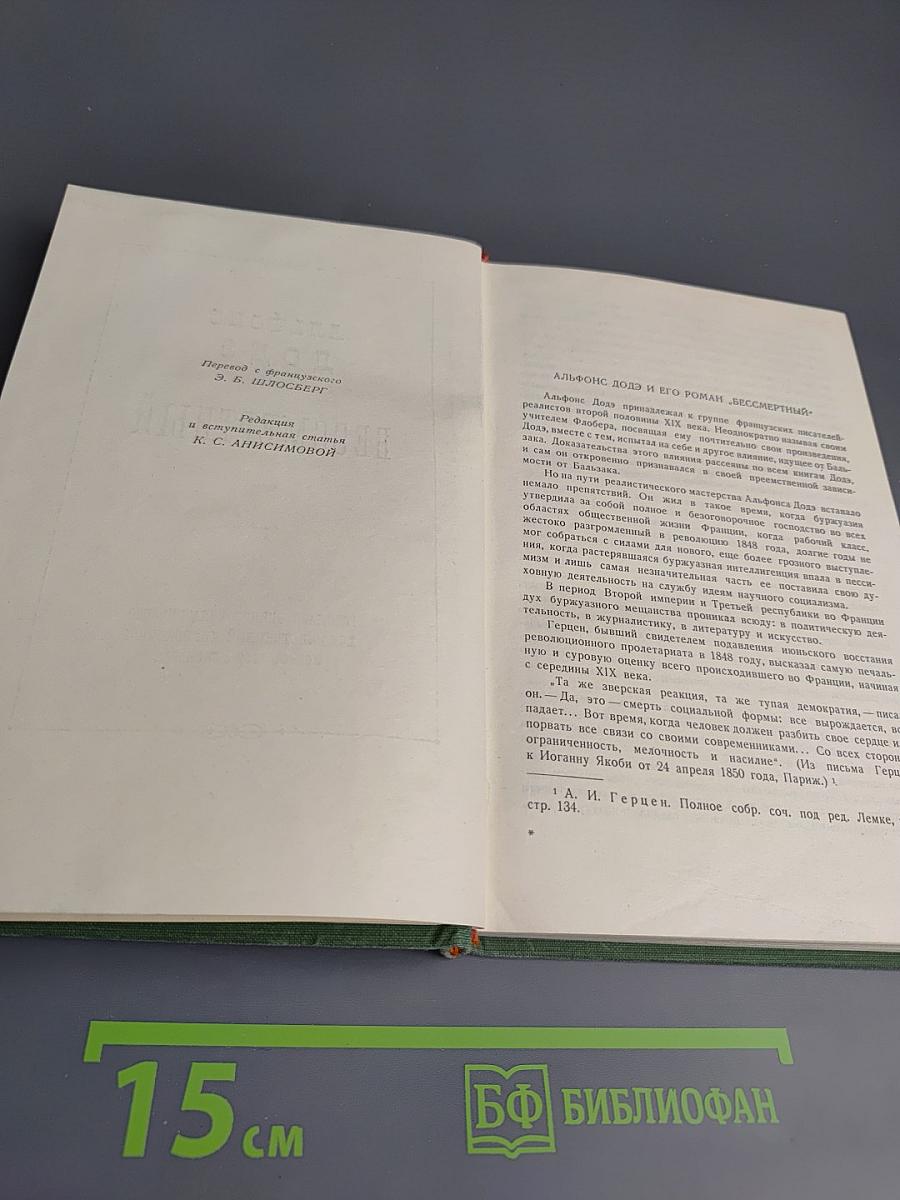 Перевод с французского
Э. Б. ШЛОСБЕРГ
Редакция
и вступительная статья
К. С. АНИСИМОВОЙ
АЛЬФОНС ДОДЭ И ЕГО РОМАН „БЕССМЕРТНЫЙ“
Альфонс Додэ принадлежал к группе французских писателей-
реалистов второй половины XIX века. Неоднократно называя своим
учителем Флобера, посвящая ему почтительно свои произведения,
Додэ, вместе с тем, испытал на себе и другое влияние, идущее от Баль-
зака. Доказательства этого влияния рассеяны по всем книгам Додэ,
и сам он откровенно признавался в своей преемственной зависи-
мости от Бальзака.
Но на пути реалистического мастерства Альфонса Додэ вставало
немало препятствий. Он жил в такое время, когда буржуазия
утвердила за собой полное и безоговорочное господство во всех
областях общественной жизни Франции, когда рабочий класс,
жестоко разгромленный в революцию 1848 года, долгие годы не
мог собраться с силами для нового, еще более грозного выступле-
ния, когда растерявшаяся буржуазная интеллигенция впала в песси-
мизм и лишь самая незначительная часть ее поставила свою ду-
ховную деятельность на службу идеям научного социализма.
В период Второй империи и Третьей республики во Франции
дух буржуазного мещанства проникал всюду: в политическую дея-
тельность, в журналистику, в литературу и искусство.
Герцен, бывший свидетелем подавления июньского восстания
революционного пролетариата в 1848 году, высказал самую печаль-
ную и суровую оценку всего происходившего во Франции, начиная
с середины XIX века.
„Та же зверская реакция, та же тупая демократия, — писа
он. — Да, это — смерть социальной формы: все вырождается, вс
падает... Вот время, когда человек должен разбить свое сердце и
порвать все связи со своими современниками... Со всех сторон
ограниченность, мелочность и насилие“. (Из письма Герц
к Иоганну Якоби от 24 апреля 1850 года, Париж.) ¹.
¹ А. И. Герцен. Полное собр. соч. под ред. Лемке,
стр. 134.
*
15 см
БФ БИБЛИОФАН